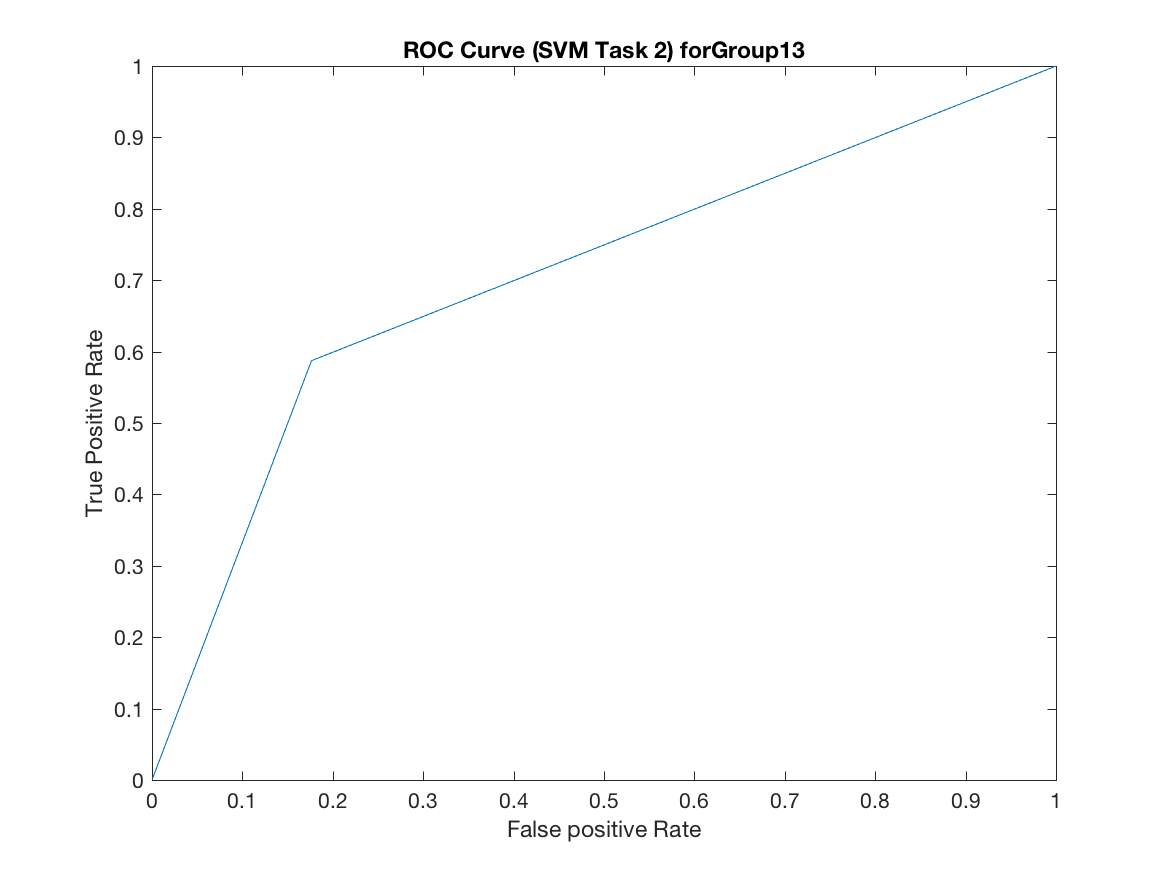 ROC Curve (SVM Task 2) forGroup13
1
0.9
0.8
0.7
0.6
0.5
0.4
0.3
0.2
0.1
0
True Positive Rate
0 0.1 0.2 0.3 0.4 0.5 0.6 0.7 0.8 0.9 1
False positive Rate